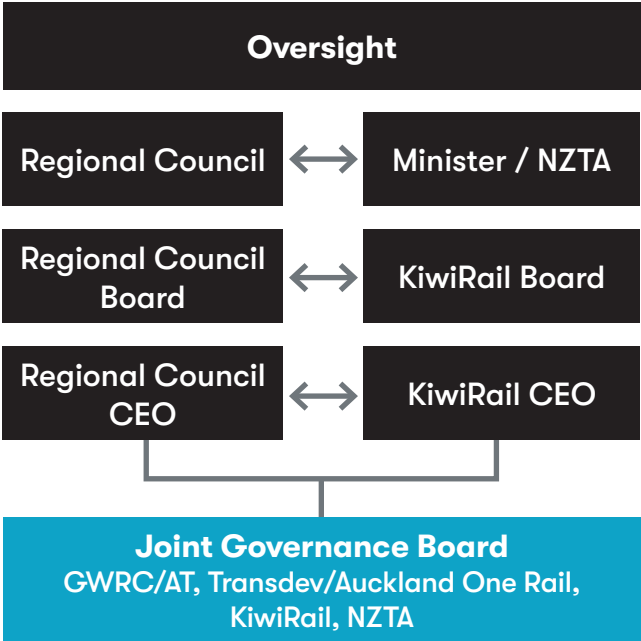 Oversight
Regional Council
Minister / NZTA
Regional Council
Board
KiwiRail Board
Regional Council
CEO
KiwiRail CEO
Joint Governance Board
GWRC/AT, Transdev/Auckland One Rail,
KiwiRail, NZTA